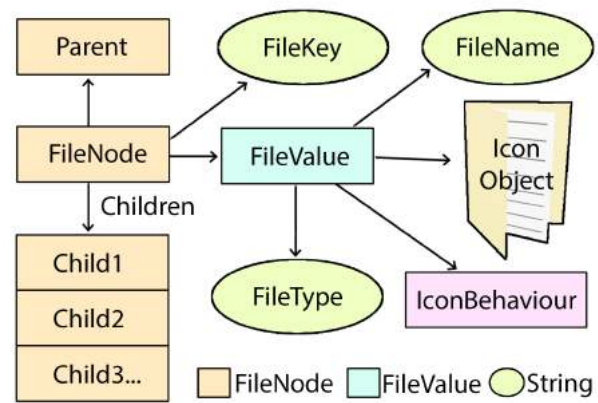 Parent
FileKey
FileName
FileNode
FileValue
Icon
Object
Children
Child1
Child2
Child3...
FileType
IconBehaviour
FileNode
FileValue
String